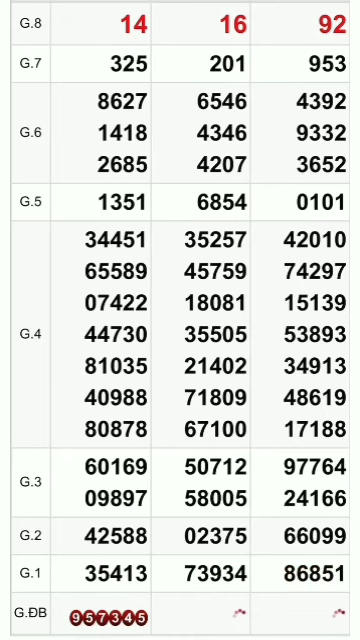 G.8 14 16 92
G.7 325 201 953
8627 6546 4392
G.6 1418 4346 9332
2685 4207 3652
G.5 1351 6854 0101
34451 35257 42010
65589 45759 74297
07422 18081 15139
G.4 44730 35505 53893
81035 21402 34913
40988 71809 48619
80878 67100 17188
60169 50712 97764
G.3
09897 58005 24166
G.2 42588 02375 66099
G.1 35413 73934 86851
G.ĐB 957345